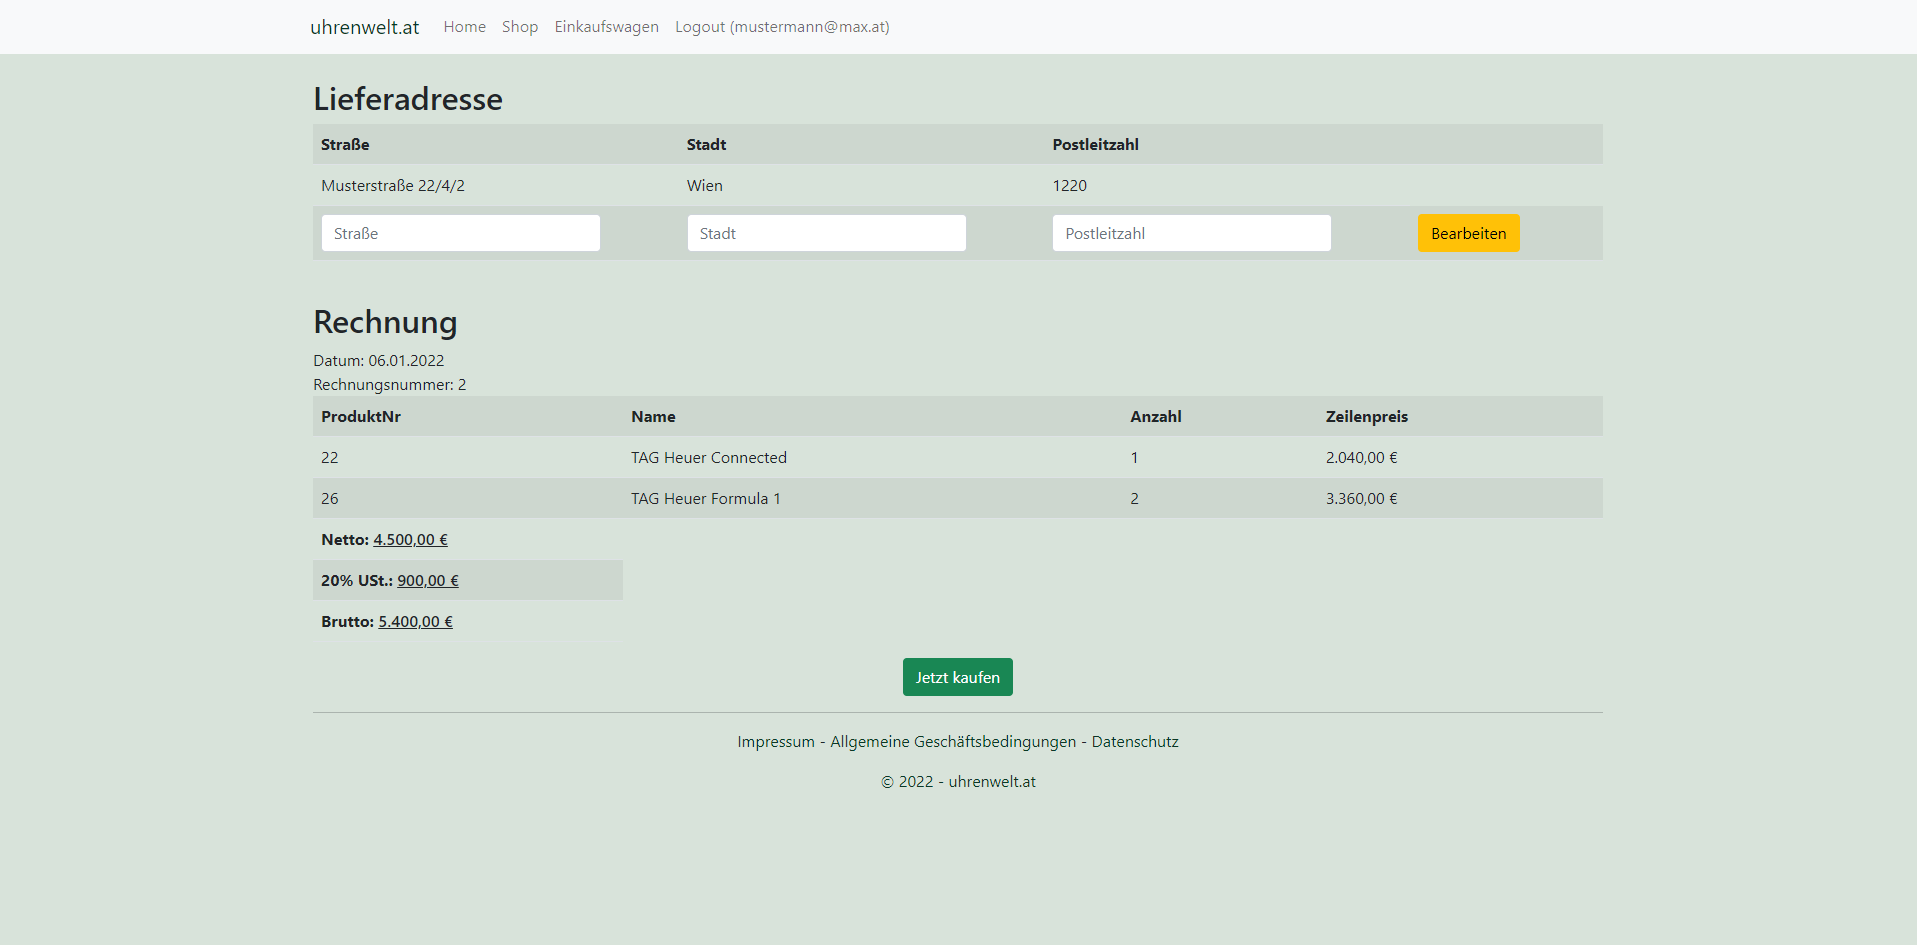 uhrenwelt.at Home Shop Einkaufswagen Logout (mustermann@max.at)
Lieferadresse
Straße Stadt Postleitzahl
Musterstraße 22/4/2 Wien 1220
Straße Stadt Postleitzahl Bearbeiten
Rechnung
Datum: 06.01.2022
Rechnungsnummer: 2
ProduktNr Name Anzahl Zeilenpreis
22 TAG Heuer Connected 1 2.040,00 €
26 TAG Heuer Formula 1 2 3.360,00 €
Netto: 4.500,00 €
20% USt.: 900,00 €
Brutto: 5.400,00 €
Jetzt kaufen
Impressum - Allgemeine Geschäftsbedingungen - Datenschutz
© 2022 - uhrenwelt.at